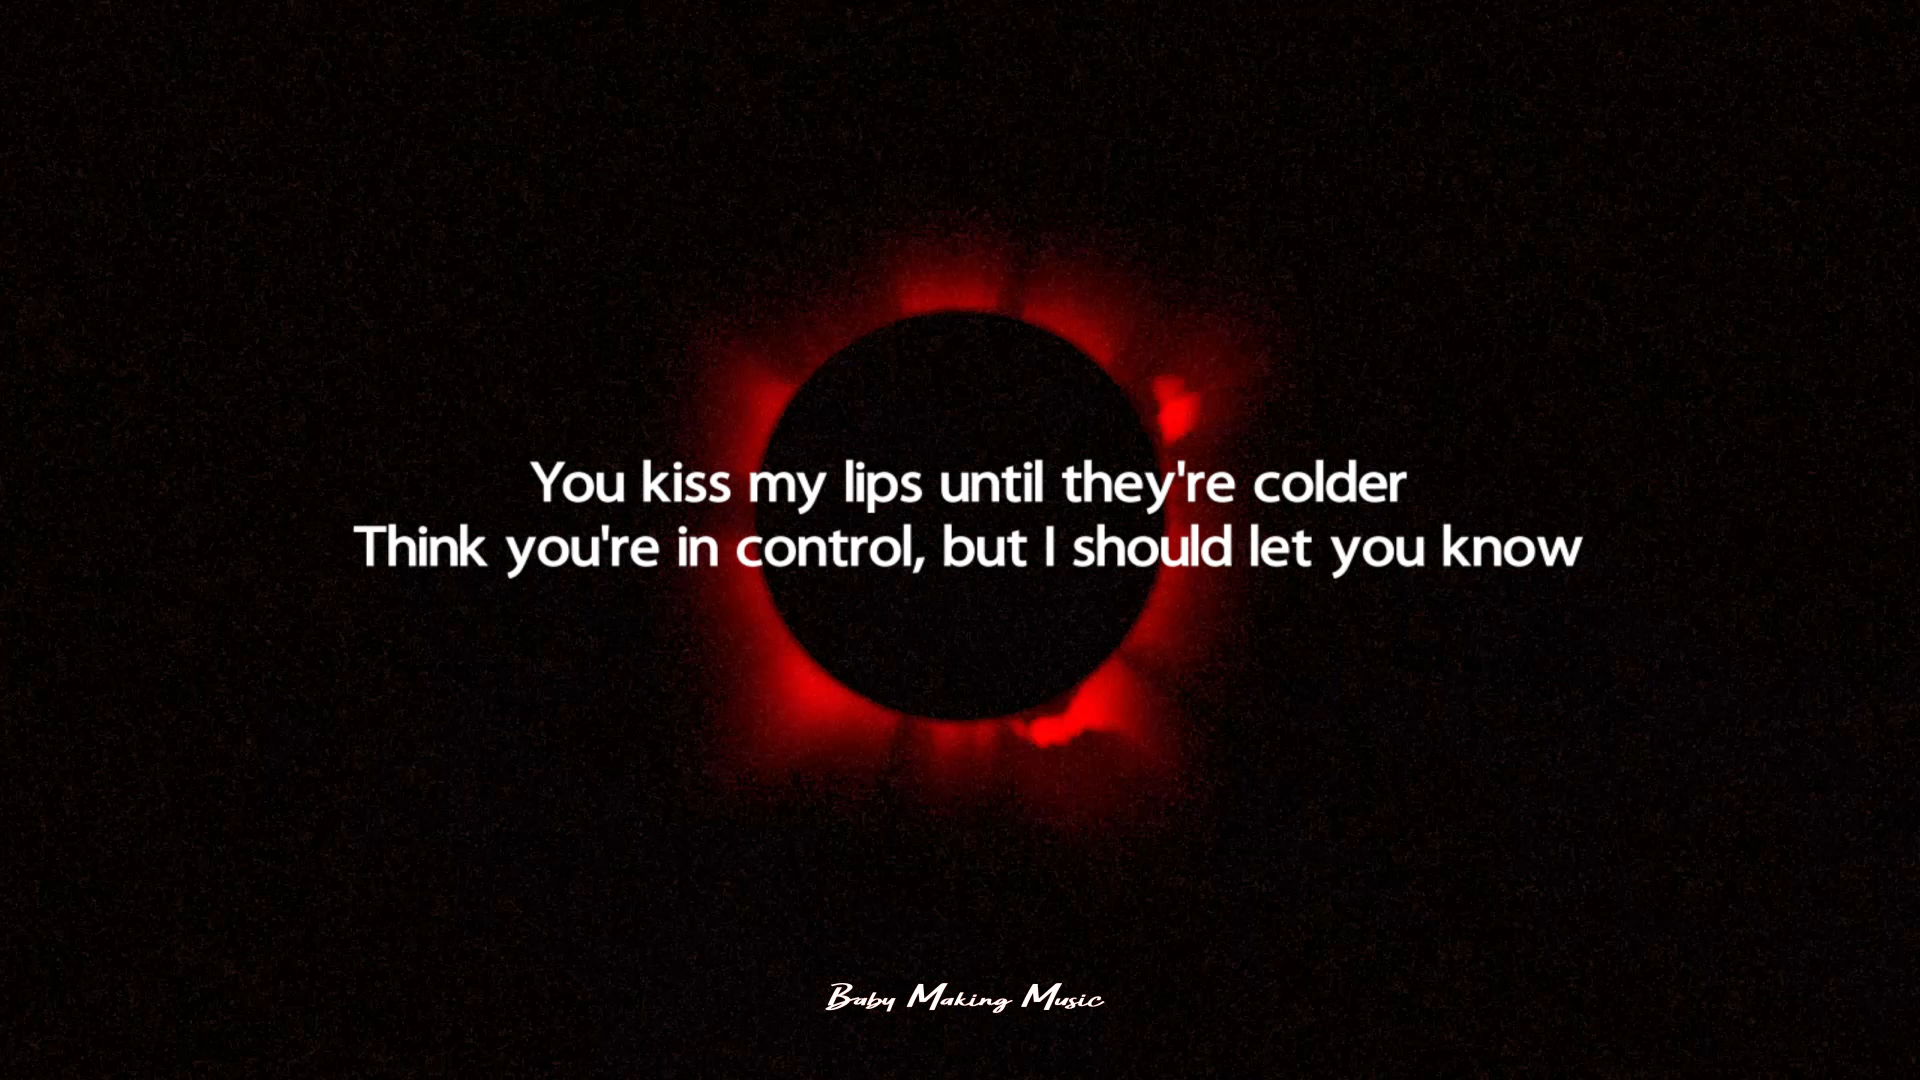 You kiss my lips until they're colder
Think you're in control, but I should let you know
Baby Making Music